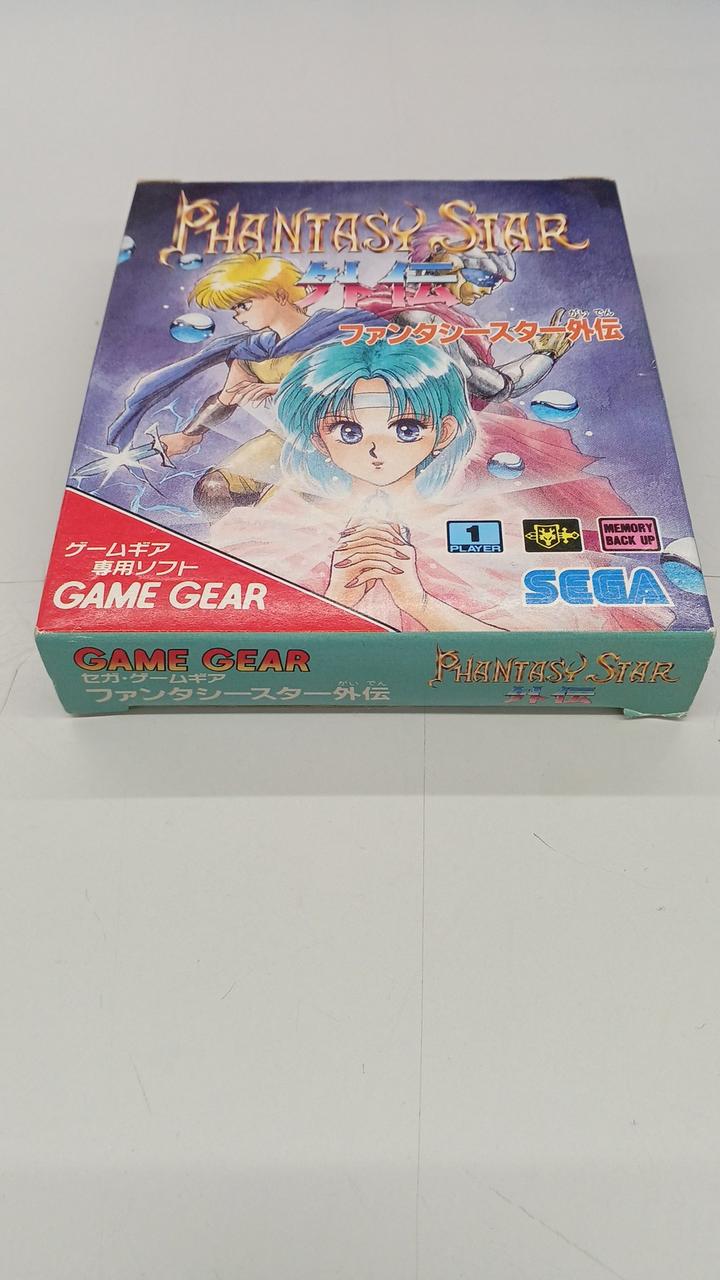 PHANTASY STAR
外伝
がいでん
ファンタシースター外伝
1
PLAYER
MEMORY
BACK UP
ゲームギア
専用ソフト
GAME GEAR
SEGA
GAME GEAR
セガ・ゲームギア
がいでん
ファンタシースター外伝
PHANTASY STAR
外伝